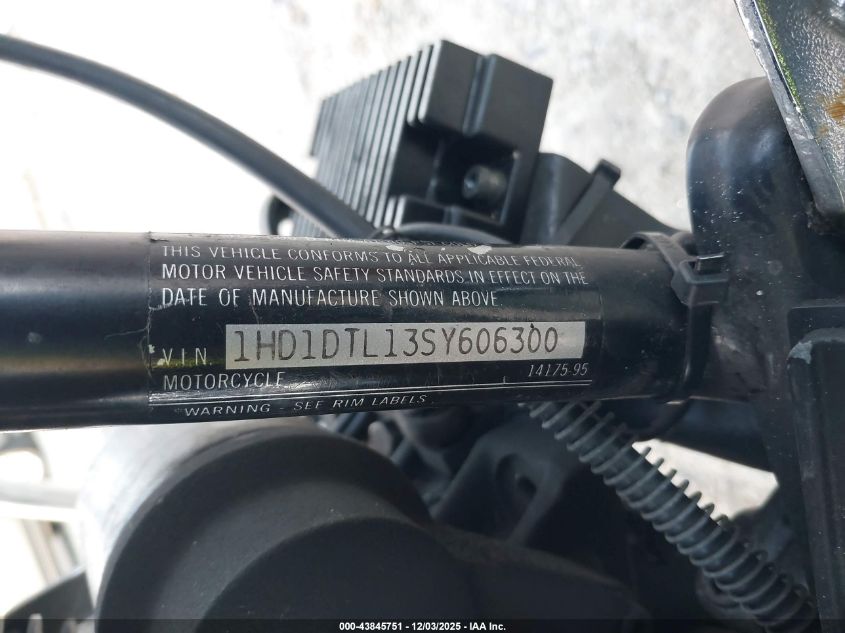 THIS VEHICLE CONFORMS TO ALL APPLICABLE FEDERAL
MOTOR VEHICLE SAFETY STANDARDS IN EFFECT ON THE
DATE OF MANUFACTURE SHOWN ABOVE
V.I.N. 1HD1DTL13SY606300
MOTORCYCLE 14175-95
*WARNING - SEE RIM LABELS
000-43845751 - 12/03/2025 - IAA Inc.